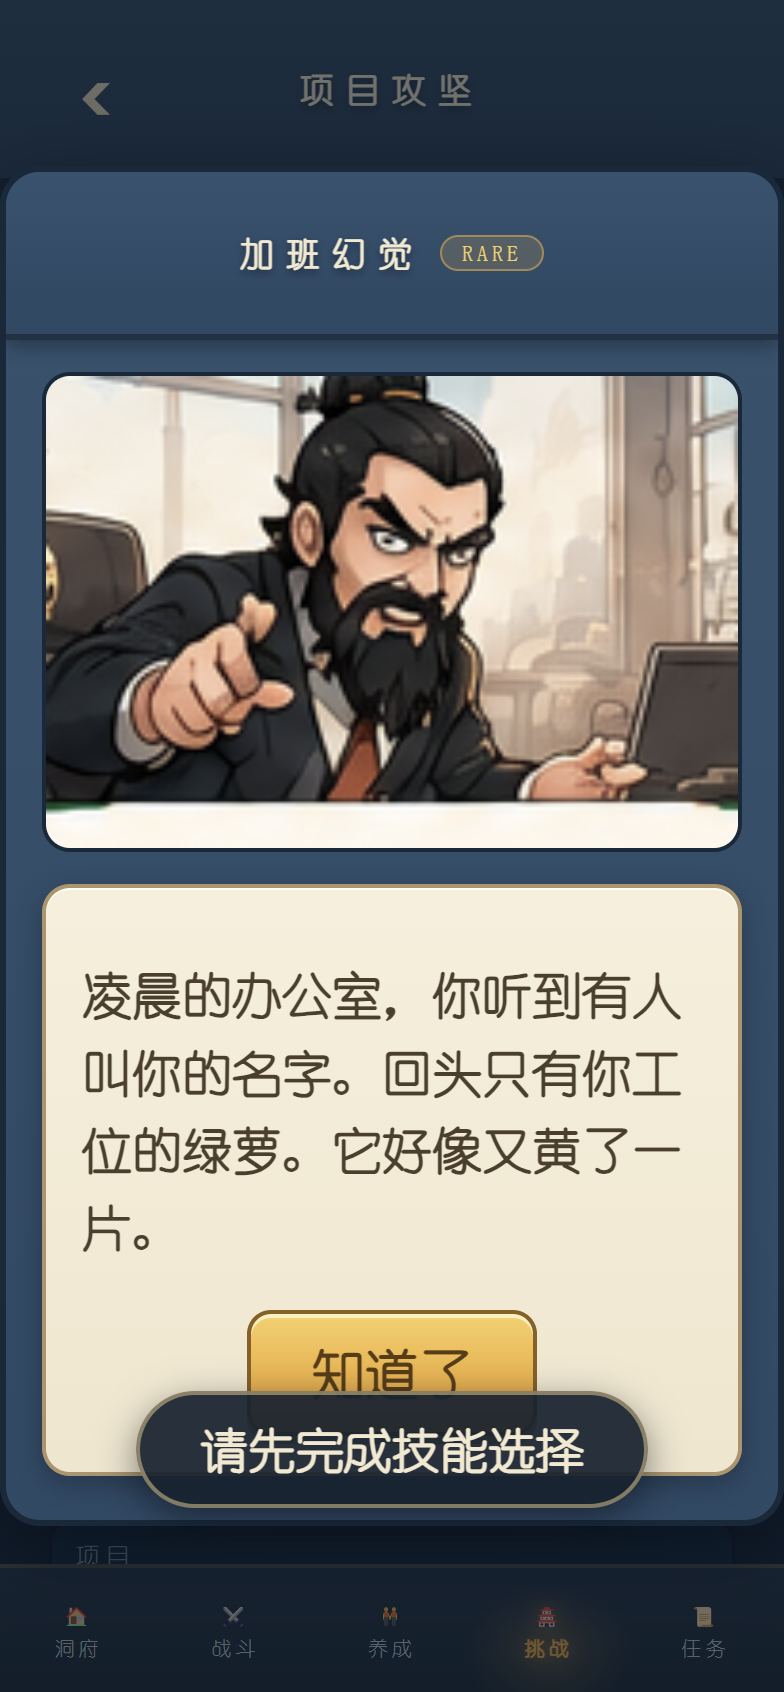 项目攻坚
加班幻觉 RARE
凌晨的办公室，你听到有人
叫你的名字。回头只有你工
位的绿萝。它好像又黄了一
片。
知道了
请先完成技能选择
项目
洞府 战斗 养成 挑战 任务